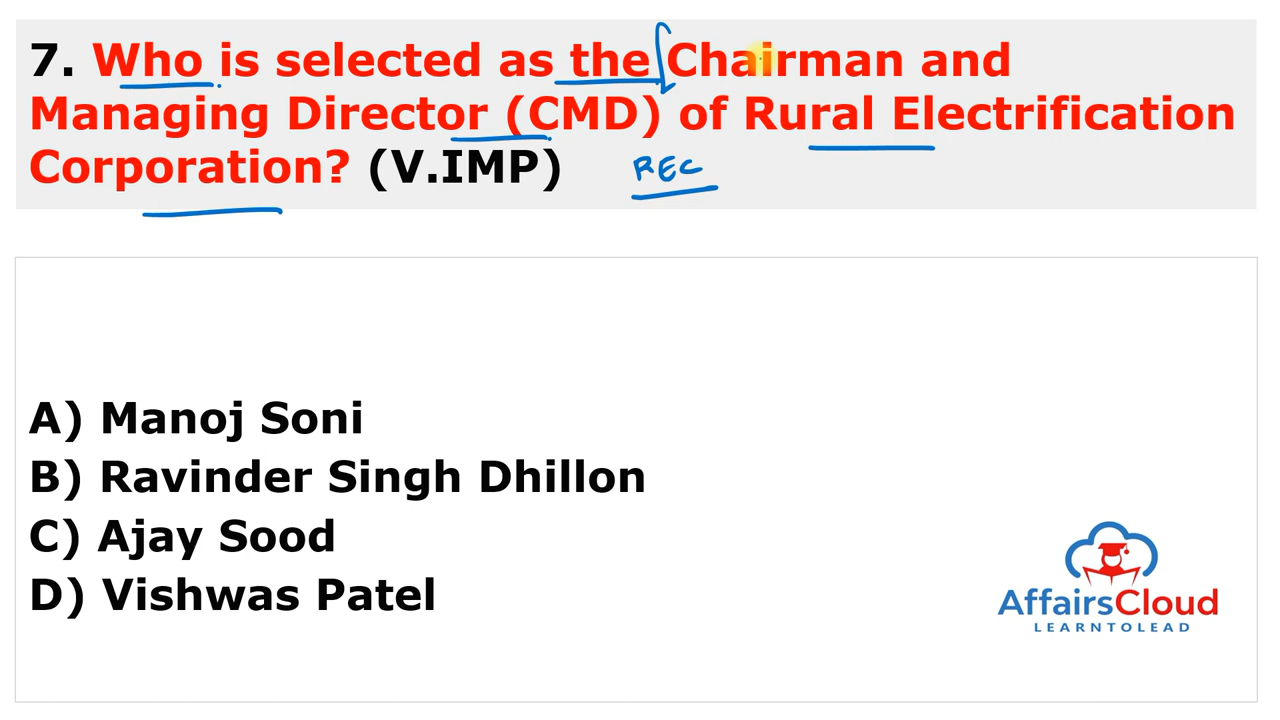 7. Who is selected as the Chairman and
Managing Director (CMD) of Rural Electrification
Corporation? (V.IMP) REC
A) Manoj Soni
B) Ravinder Singh Dhillon
C) Ajay Sood
D) Vishwas Patel
AffairsCloud
LEARNTOLEAD